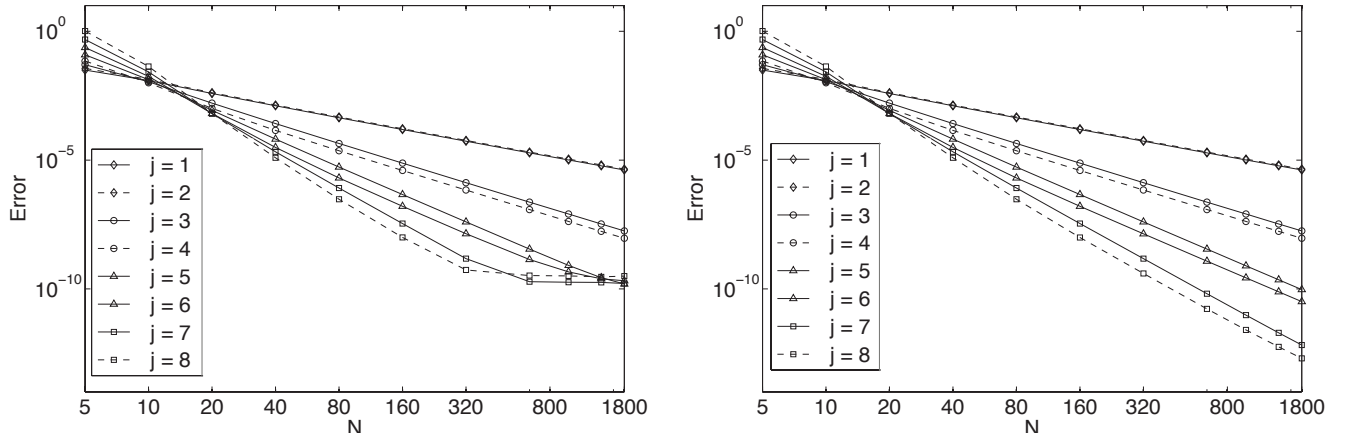 10^0
10^-5
10^-10
Error
j = 1
j = 2
j = 3
j = 4
j = 5
j = 6
j = 7
j = 8
5 10 20 40 80 160 320 800 1800
N
10^0
10^-5
10^-10
Error
j = 1
j = 2
j = 3
j = 4
j = 5
j = 6
j = 7
j = 8
5 10 20 40 80 160 320 800 1800
N